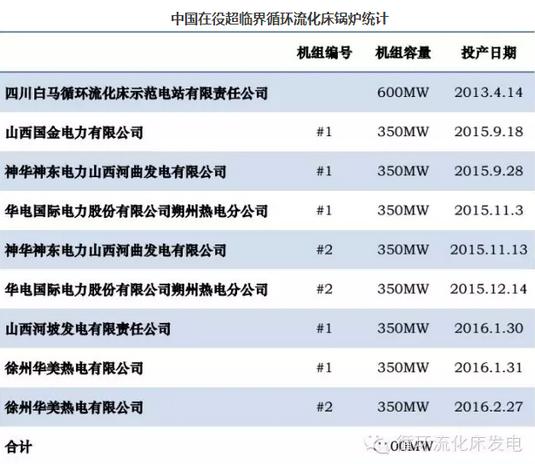 中国在役超临界循环流化床锅炉统计
机组编号 机组容量 投产日期
四川白马循环流化床示范电站有限责任公司 600MW 2013.4.14
山西国金电力有限公司 #1 350MW 2015.9.18
神华神东电力山西河曲发电有限公司 #1 350MW 2015.9.28
华电国际电力股份有限公司朔州热电分公司 #1 350MW 2015.11.3
神华神东电力山西河曲发电有限公司 #2 350MW 2015.11.13
华电国际电力股份有限公司朔州热电分公司 #2 350MW 2015.12.14
山西河坡发电有限责任公司 #1 350MW 2016.1.30
徐州华美热电有限公司 #1 350MW 2016.1.31
徐州华美热电有限公司 #2 350MW 2016.2.27
合计
循环流化床发电